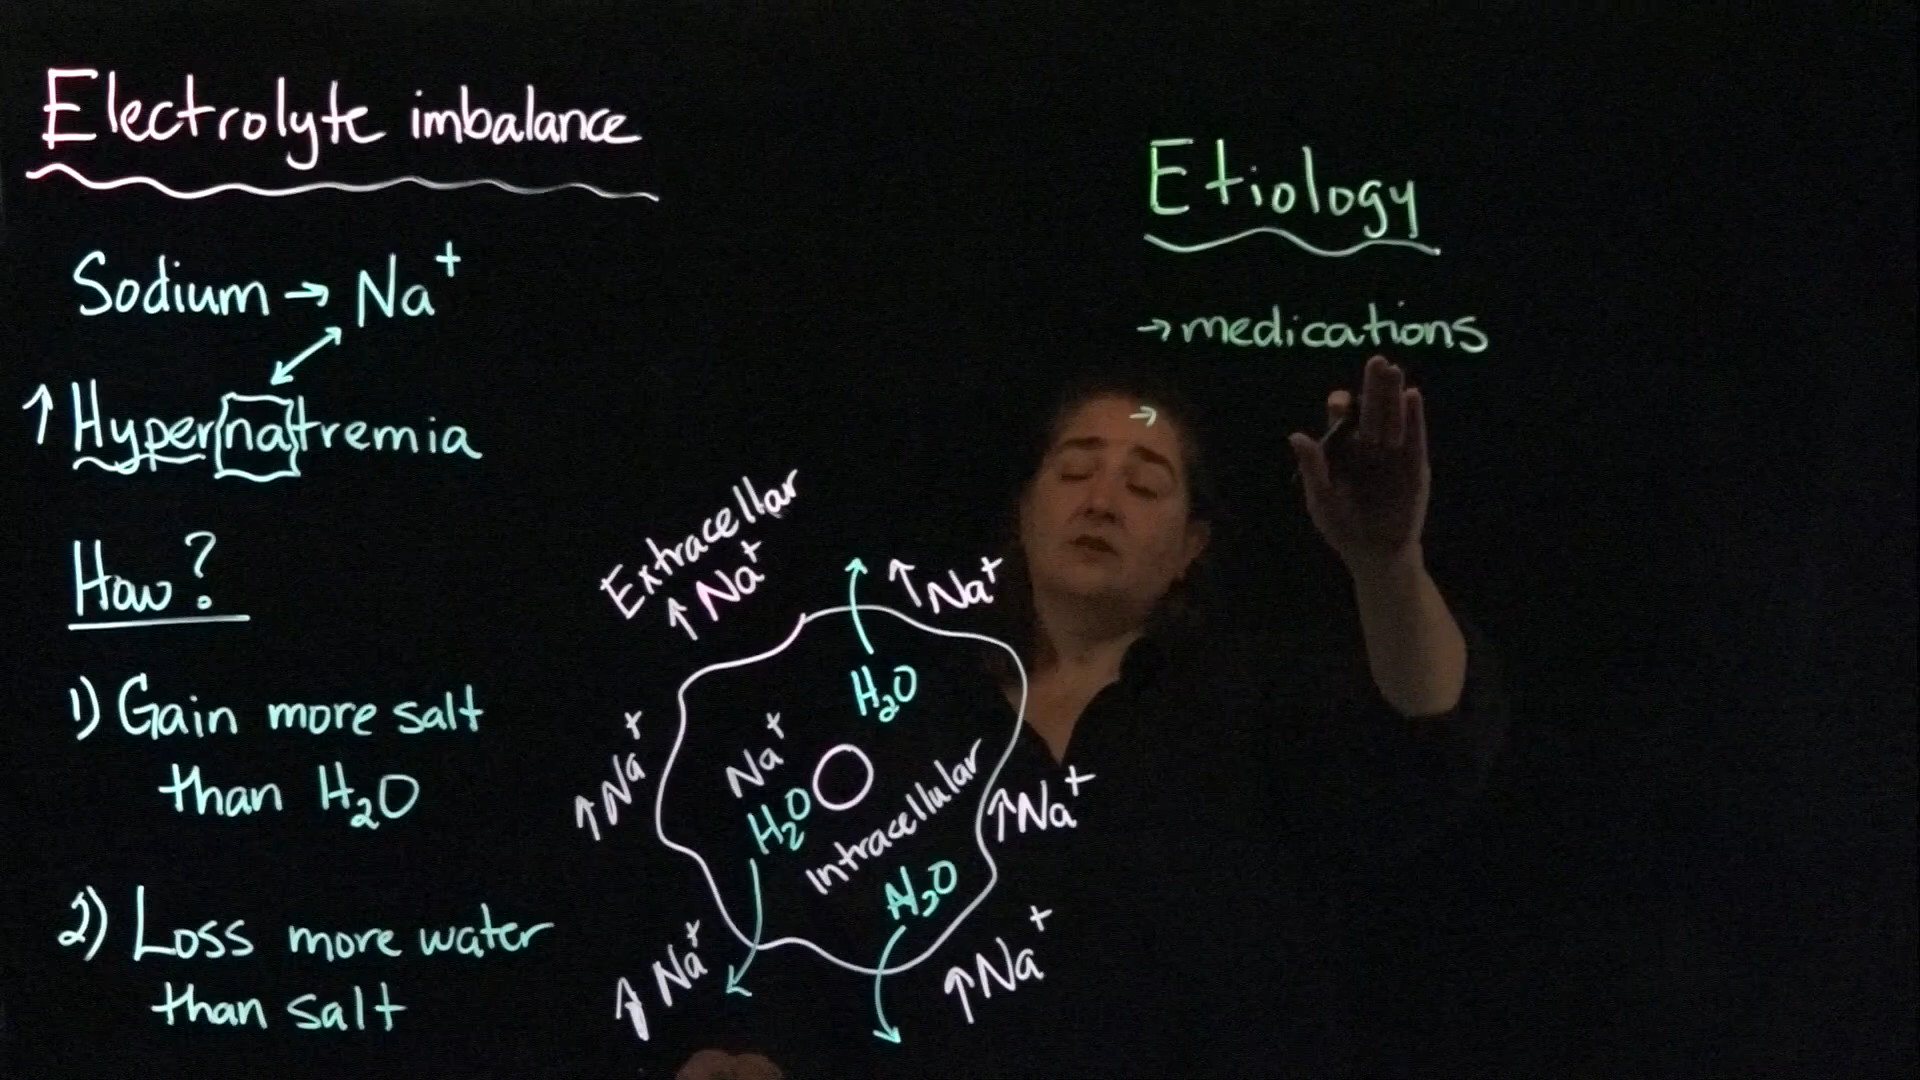 Electrolyte imbalance
Sodium → Na⁺
↑ Hypernatremia
How?
1) Gain more salt
than H₂O
2) Loss more water
than salt
Extracellar
↑ Na⁺
↑ Na⁺
H₂O
↑ Na⁺
Na⁺
H₂O
Intracellular
↑ Na⁺
H₂O
↑ Na⁺
↑ Na⁺
Etiology
→ medications
→